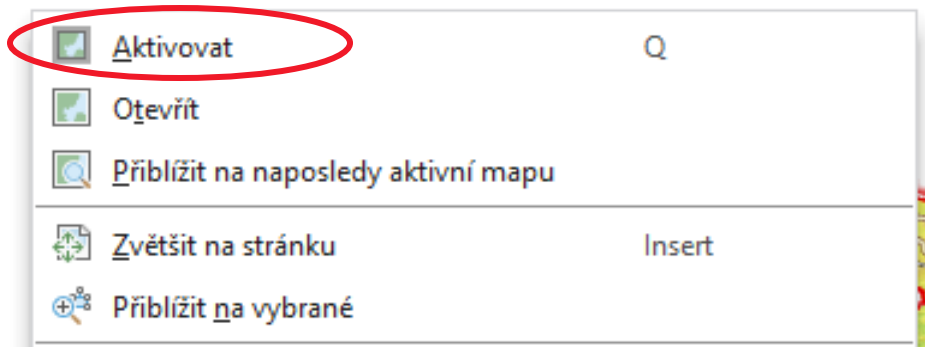 Aktivovat Q
Otevřít
Přiblížit na naposledy aktivní mapu
Zvětšit na stránku Insert
Přiblížit na vybrané